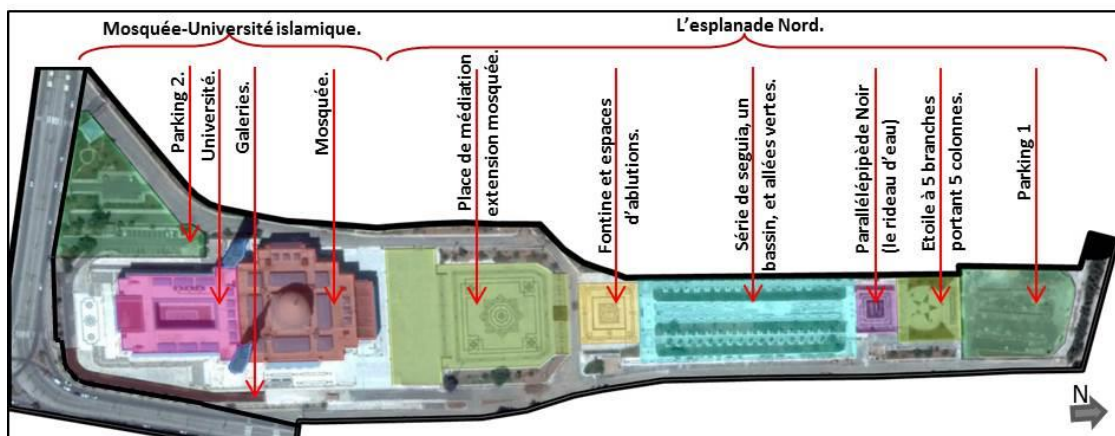 Mosquée-Université islamique.
L'esplanade Nord.
Parking 2.
Université.
Galeries.
Mosquée.
Place de médiation
extension mosquée.
Fontine et espaces
d'ablutions.
Série de seguia, un
bassin, et allées vertes.
Parallélépipède Noir
(le rideau d'eau)
Etoile à 5 branches
portant 5 colonnes.
Parking 1
N